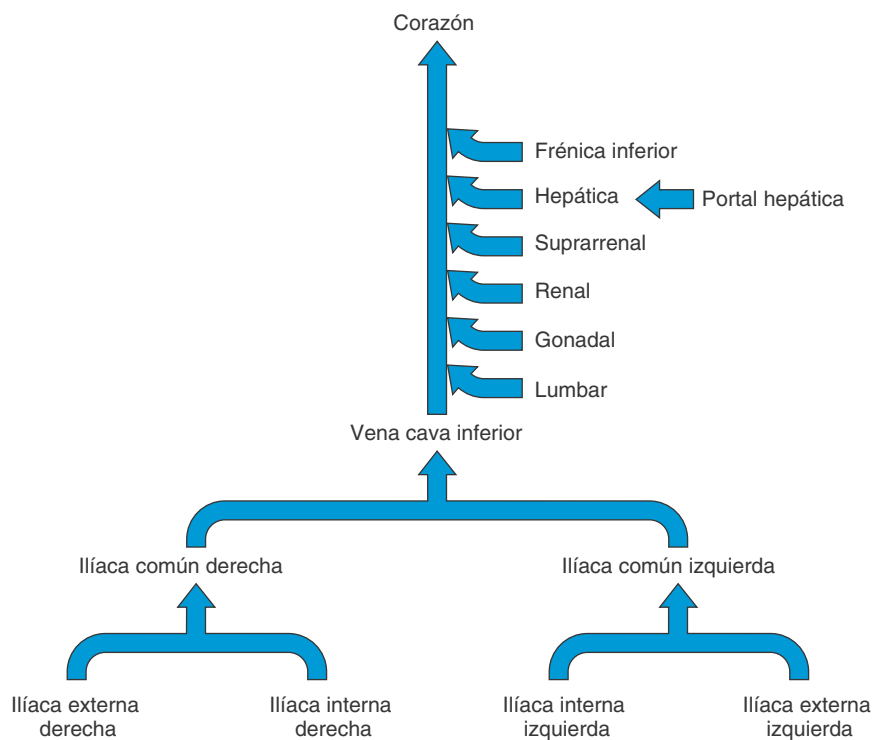 Corazón
Frénica inferior
Hepática
Portal hepática
Suprarrenal
Renal
Gonadal
Lumbar
Vena cava inferior
Ilíaca común derecha
Ilíaca común izquierda
Ilíaca externa
derecha
Ilíaca interna
derecha
Ilíaca interna
izquierda
Ilíaca externa
izquierda